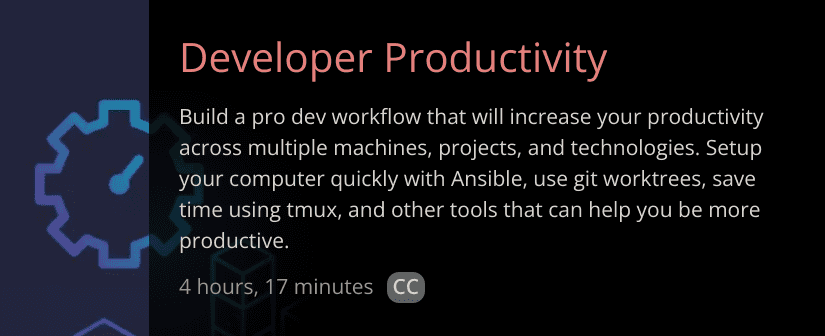 Developer Productivity
Build a pro dev workflow that will increase your productivity
across multiple machines, projects, and technologies. Setup
your computer quickly with Ansible, use git worktrees, save
time using tmux, and other tools that can help you be more
productive.
4 hours, 17 minutes CC